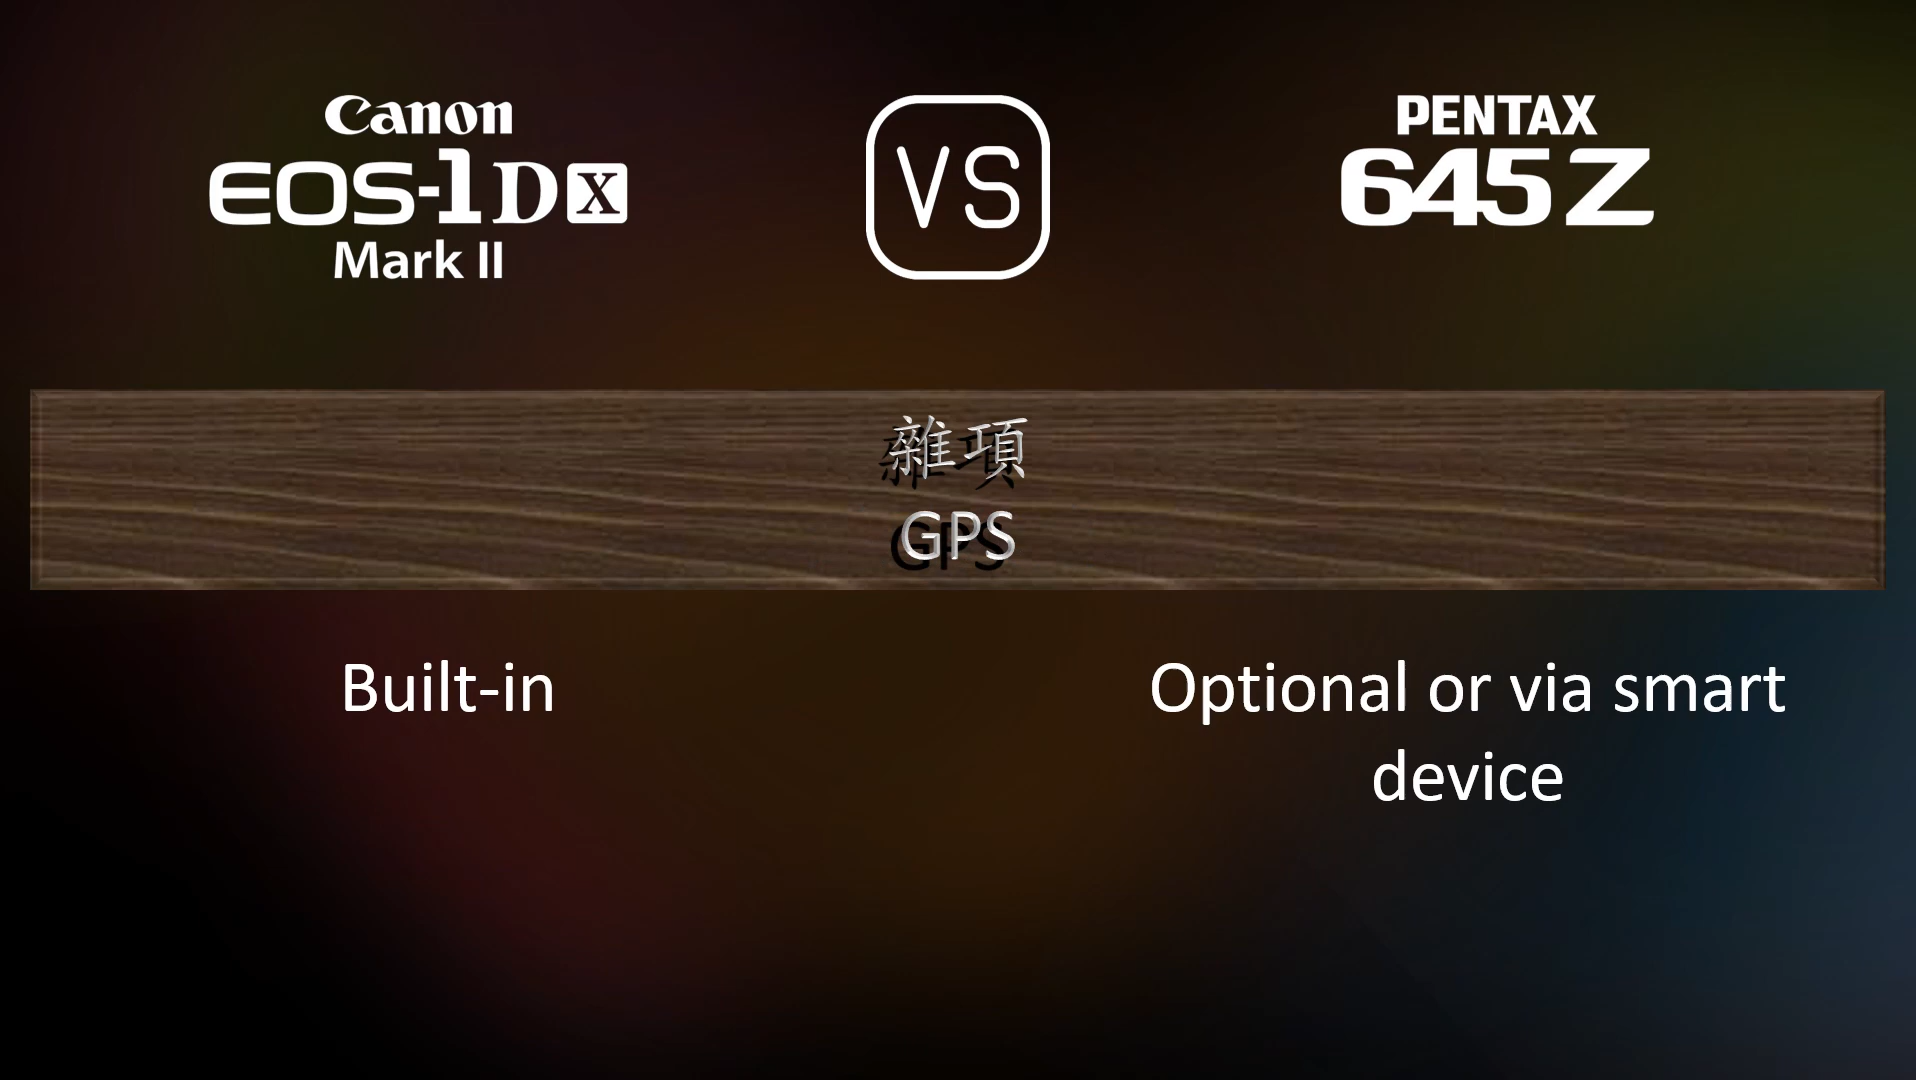 Canon
EOS-1D X
Mark II
VS
PENTAX
645Z
雜項
GPS
Built-in
Optional or via smart
device